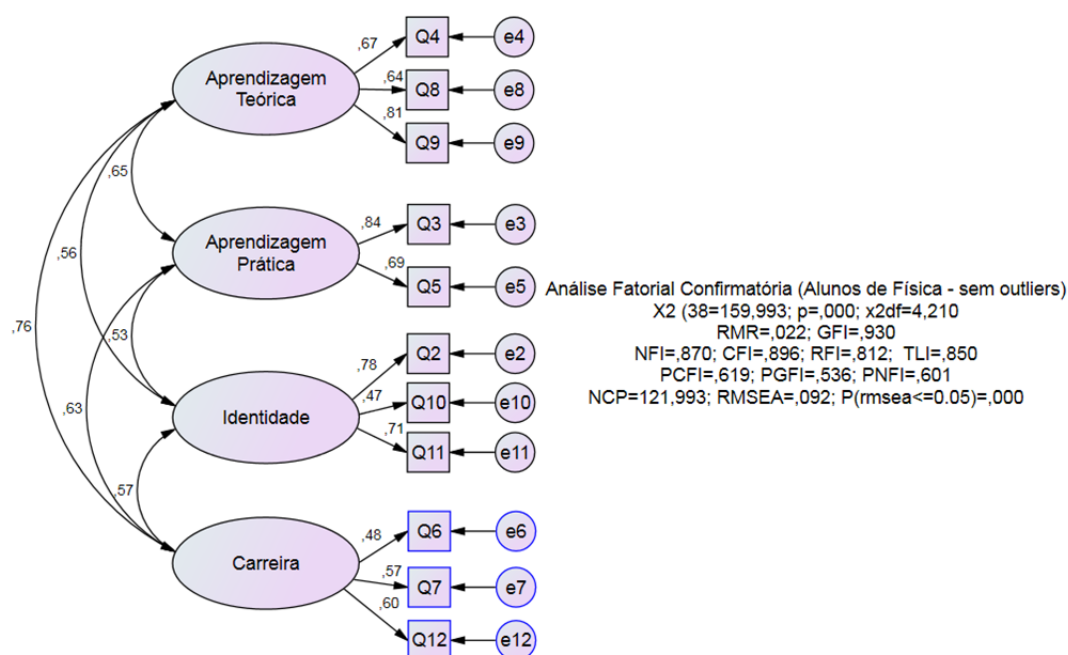 ,67
Q4
e4
Aprendizagem
Teórica
,64
Q8
e8
,81
Q9
e9
,65
,84
Q3
e3
Aprendizagem
Prática
,69
Q5
e5
,56
,76
,53
,78
Q2
e2
,47
Q10
e10
Identidade
,71
Q11
e11
,63
,57
,48
Q6
e6
Carreira
,57
Q7
e7
,60
Q12
e12
Análise Fatorial Confirmatória (Alunos de Física - sem outliers)
X2 (38=159,993; p=,000; x2df=4,210
RMR=,022; GFI=,930
NFI=,870; CFI=,896; RFI=,812; TLI=,850
PCFI=,619; PGFI=,536; PNFI=,601
NCP=121,993; RMSEA=,092; P(rmsea<=0.05)=,000